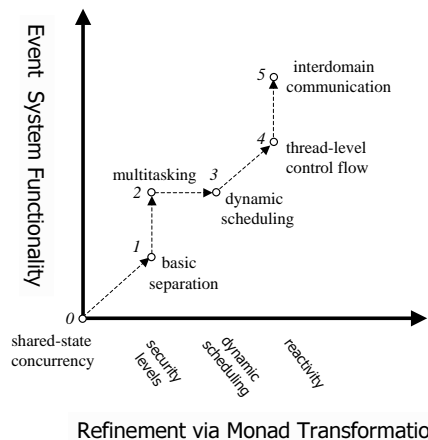 Event System Functionality
5 interdomain
communication
4 thread-level
control flow
multitasking 3
2 dynamic
scheduling
1 basic
separation
0
shared-state
concurrency
security
levels
dynamic
scheduling
reactivity
Refinement via Monad Transformatio